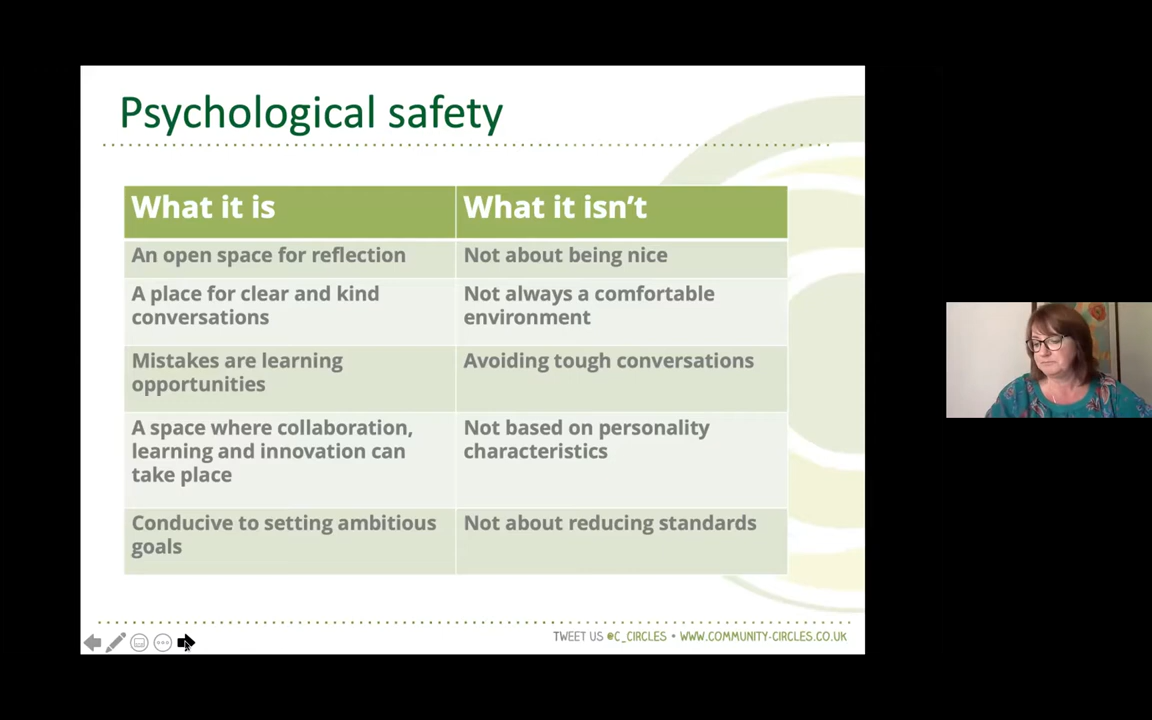 Psychological safety
What it is
What it isn't
An open space for reflection
Not about being nice
A place for clear and kind
conversations
Not always a comfortable
environment
Mistakes are learning
opportunities
Avoiding tough conversations
A space where collaboration,
learning and innovation can
take place
Not based on personality
characteristics
Conducive to setting ambitious
goals
Not about reducing standards
TWEET US @C_CIRCLES • WWW.COMMUNITY-CIRCLES.CO.UK